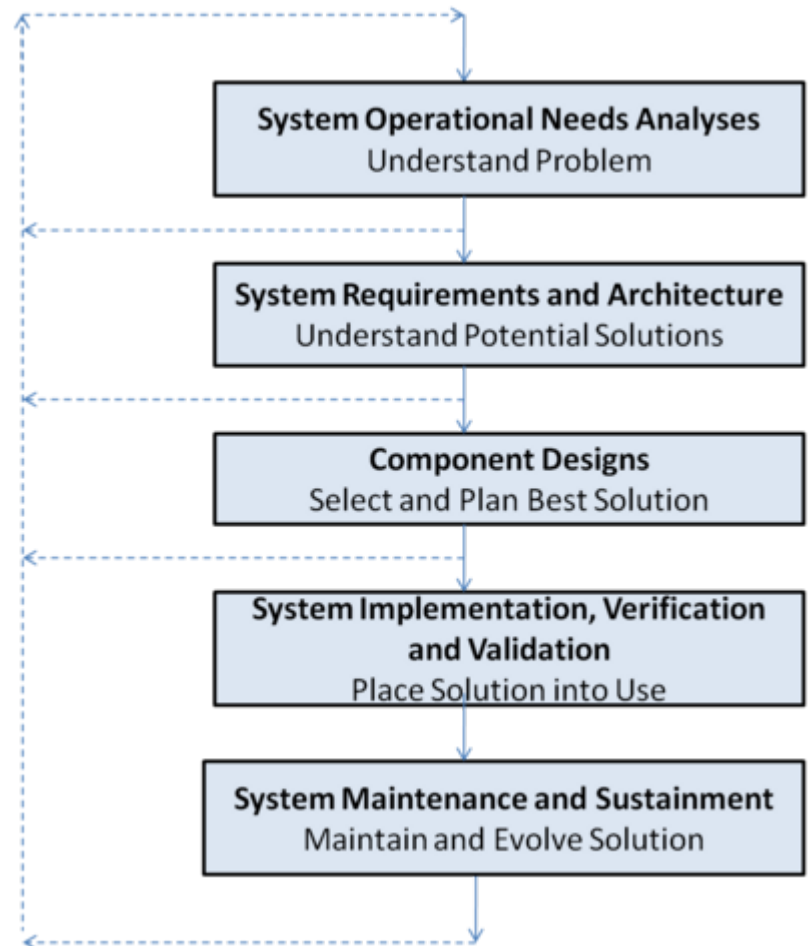 System Operational Needs Analyses
Understand Problem
System Requirements and Architecture
Understand Potential Solutions
Component Designs
Select and Plan Best Solution
System Implementation, Verification
and Validation
Place Solution into Use
System Maintenance and Sustainment
Maintain and Evolve Solution